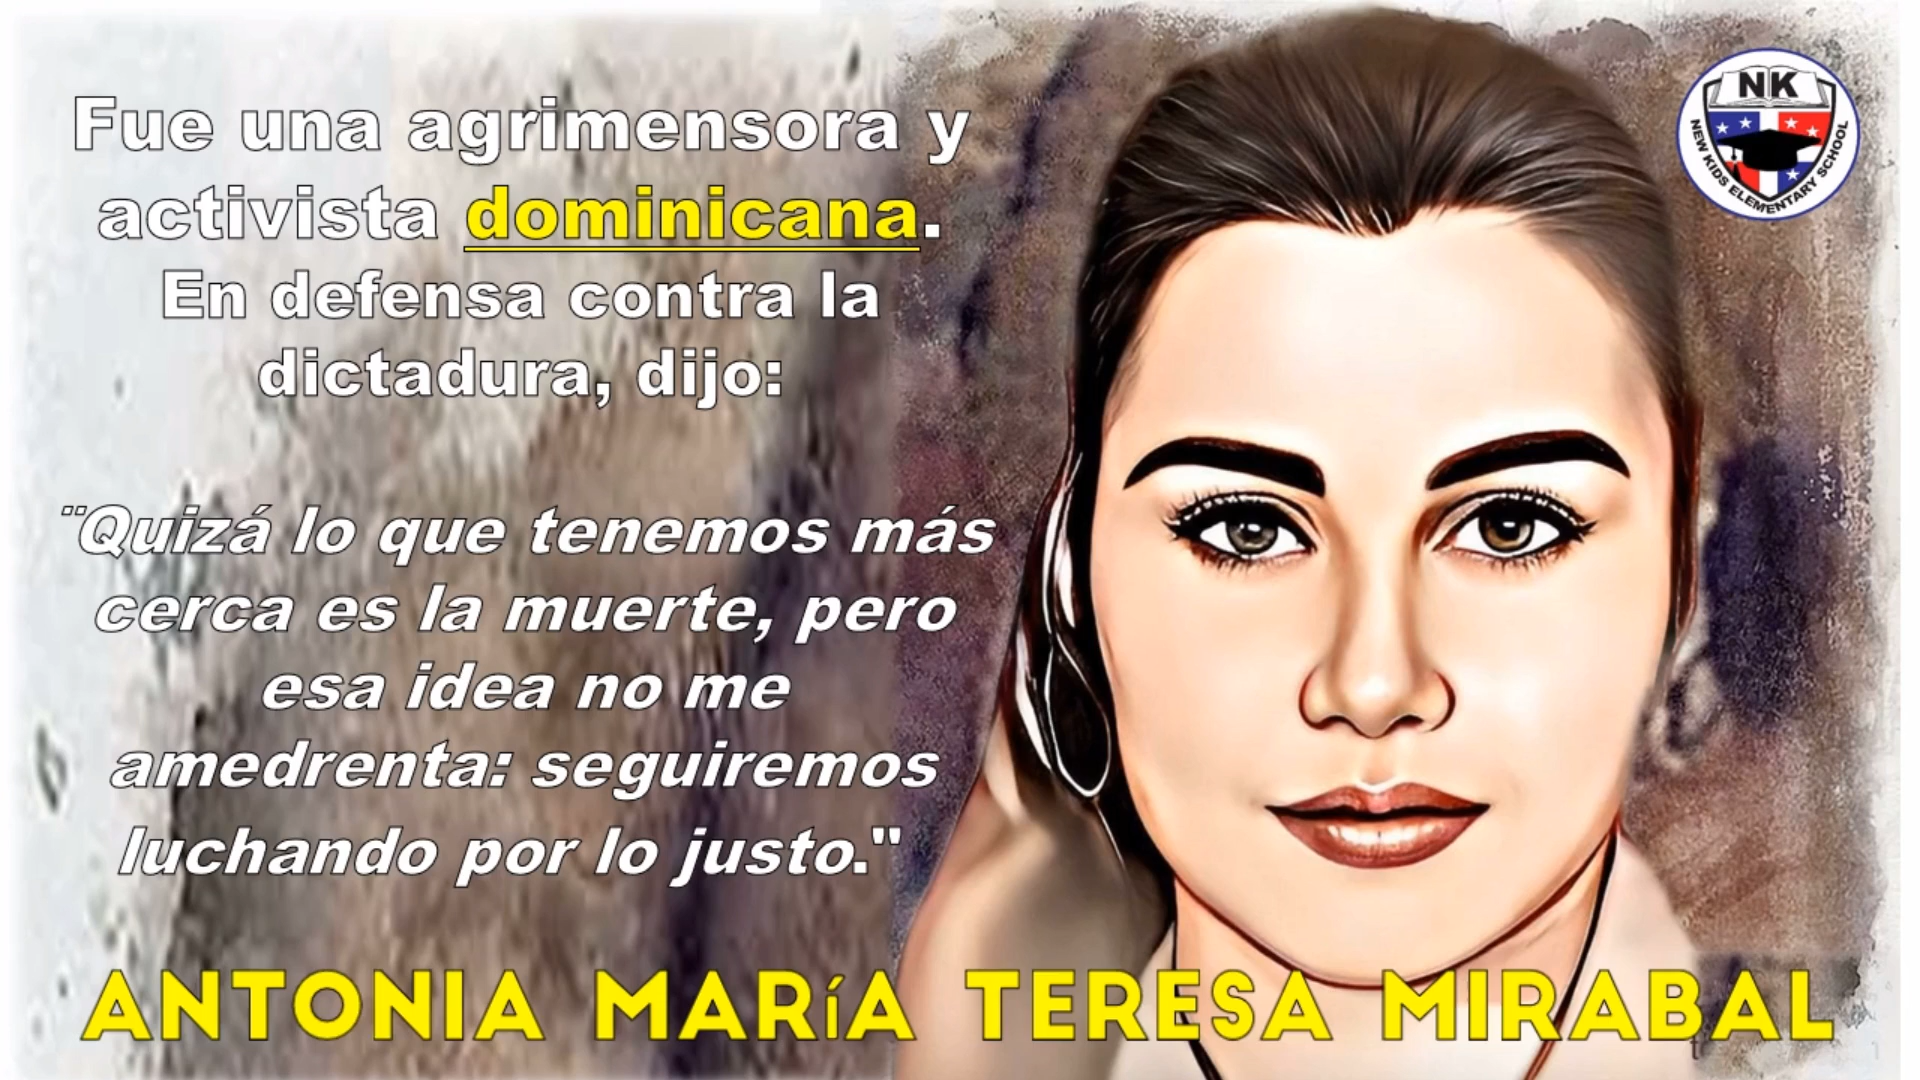 Fue una agrimensora y
activista dominicana.
En defensa contra la
dictadura, dijo:
¨Quizá lo que tenemos más
cerca es la muerte, pero
esa idea no me
amedrenta: seguiremos
luchando por lo justo."
ANTONIA MARíA TERESA MIRABAL
NK
NEW KIDS ELEMENTARY SCHOOL